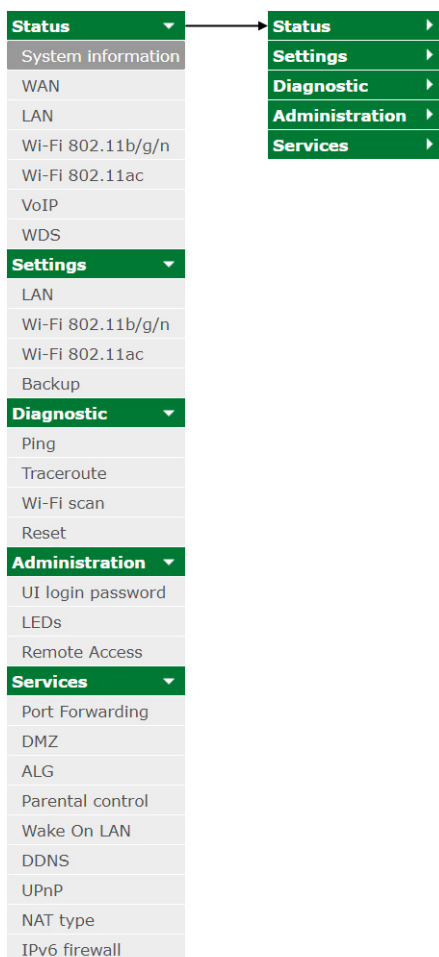 Status
System information
WAN
LAN
Wi-Fi 802.11b/g/n
Wi-Fi 802.11ac
VoIP
WDS
Settings
LAN
Wi-Fi 802.11b/g/n
Wi-Fi 802.11ac
Backup
Diagnostic
Ping
Traceroute
Wi-Fi scan
Reset
Administration
UI login password
LEDs
Remote Access
Services
Port Forwarding
DMZ
ALG
Parental control
Wake On LAN
DDNS
UPnP
NAT type
IPv6 firewall
Status
Settings
Diagnostic
Administration
Services